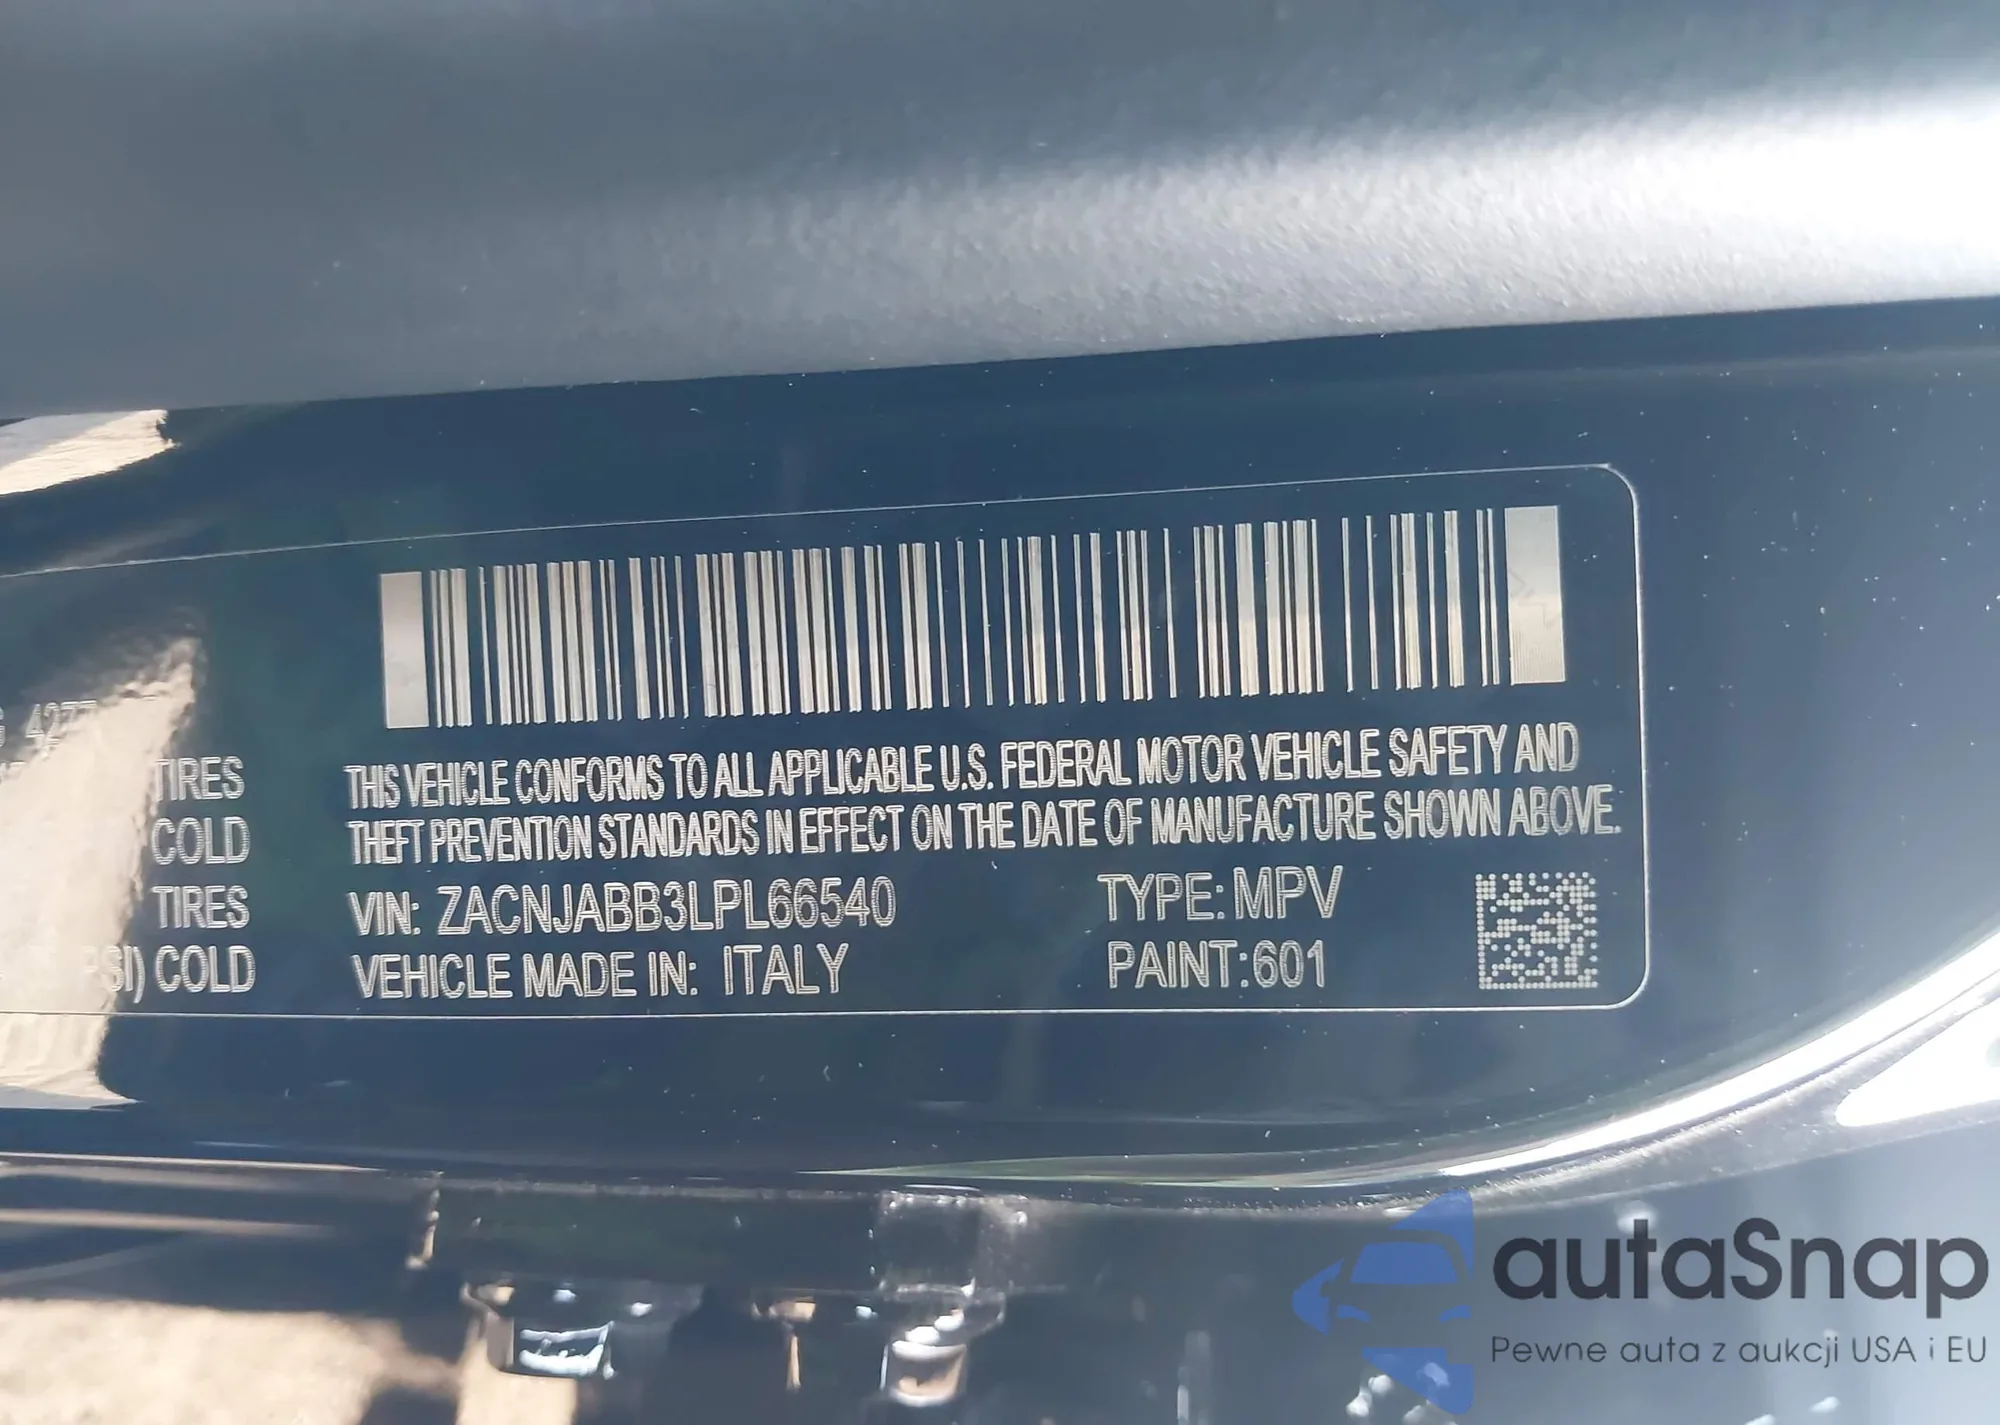 4277
TIRES
COLD
TIRES
PSI) COLD
THIS VEHICLE CONFORMS TO ALL APPLICABLE U.S. FEDERAL MOTOR VEHICLE SAFETY AND
THEFT PREVENTION STANDARDS IN EFFECT ON THE DATE OF MANUFACTURE SHOWN ABOVE.
VIN: ZACNJABB3LPL66540 TYPE: MPV
VEHICLE MADE IN: ITALY PAINT:601
autaSnap
Pewne auta z aukcji USA i EU